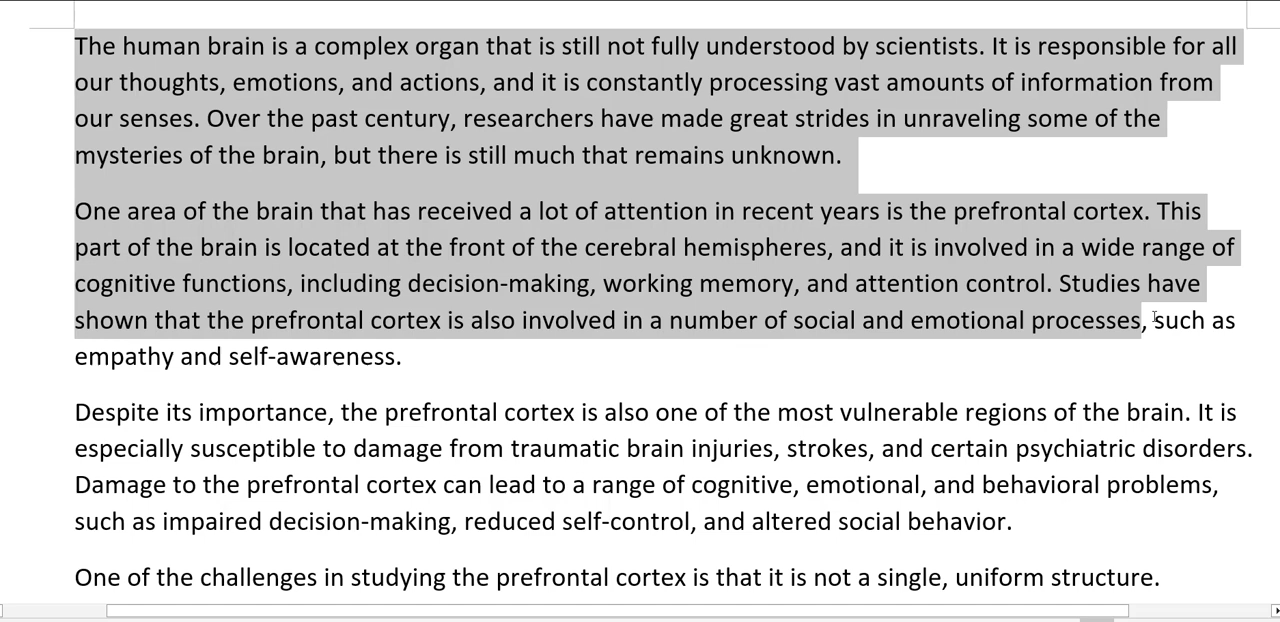 The human brain is a complex organ that is still not fully understood by scientists. It is responsible for all
our thoughts, emotions, and actions, and it is constantly processing vast amounts of information from
our senses. Over the past century, researchers have made great strides in unraveling some of the
mysteries of the brain, but there is still much that remains unknown.
One area of the brain that has received a lot of attention in recent years is the prefrontal cortex. This
part of the brain is located at the front of the cerebral hemispheres, and it is involved in a wide range of
cognitive functions, including decision-making, working memory, and attention control. Studies have
shown that the prefrontal cortex is also involved in a number of social and emotional processes, such as
empathy and self-awareness.
Despite its importance, the prefrontal cortex is also one of the most vulnerable regions of the brain. It is
especially susceptible to damage from traumatic brain injuries, strokes, and certain psychiatric disorders.
Damage to the prefrontal cortex can lead to a range of cognitive, emotional, and behavioral problems,
such as impaired decision-making, reduced self-control, and altered social behavior.
One of the challenges in studying the prefrontal cortex is that it is not a single, uniform structure.